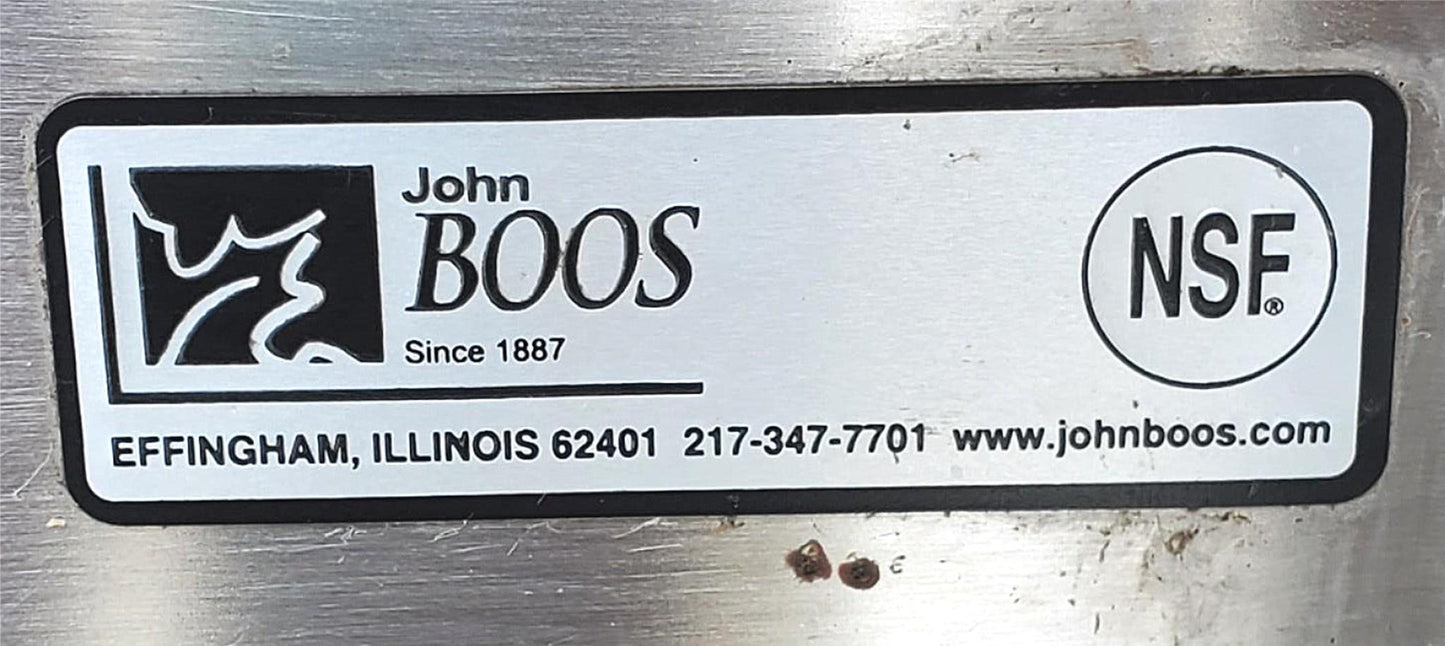 John
BOOS
Since 1887
NSF®
EFFINGHAM, ILLINOIS 62401 217-347-7701 www.johnboos.com